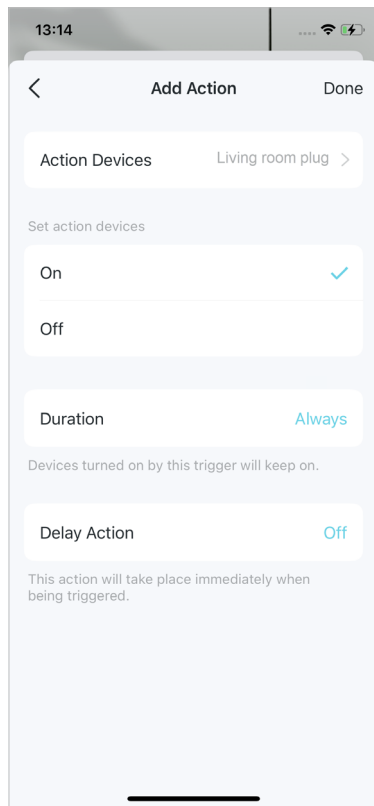 13:14
Add Action
Done
Action Devices
Living room plug
Set action devices
On
Off
Duration
Always
Devices turned on by this trigger will keep on.
Delay Action
Off
This action will take place immediately when
being triggered.